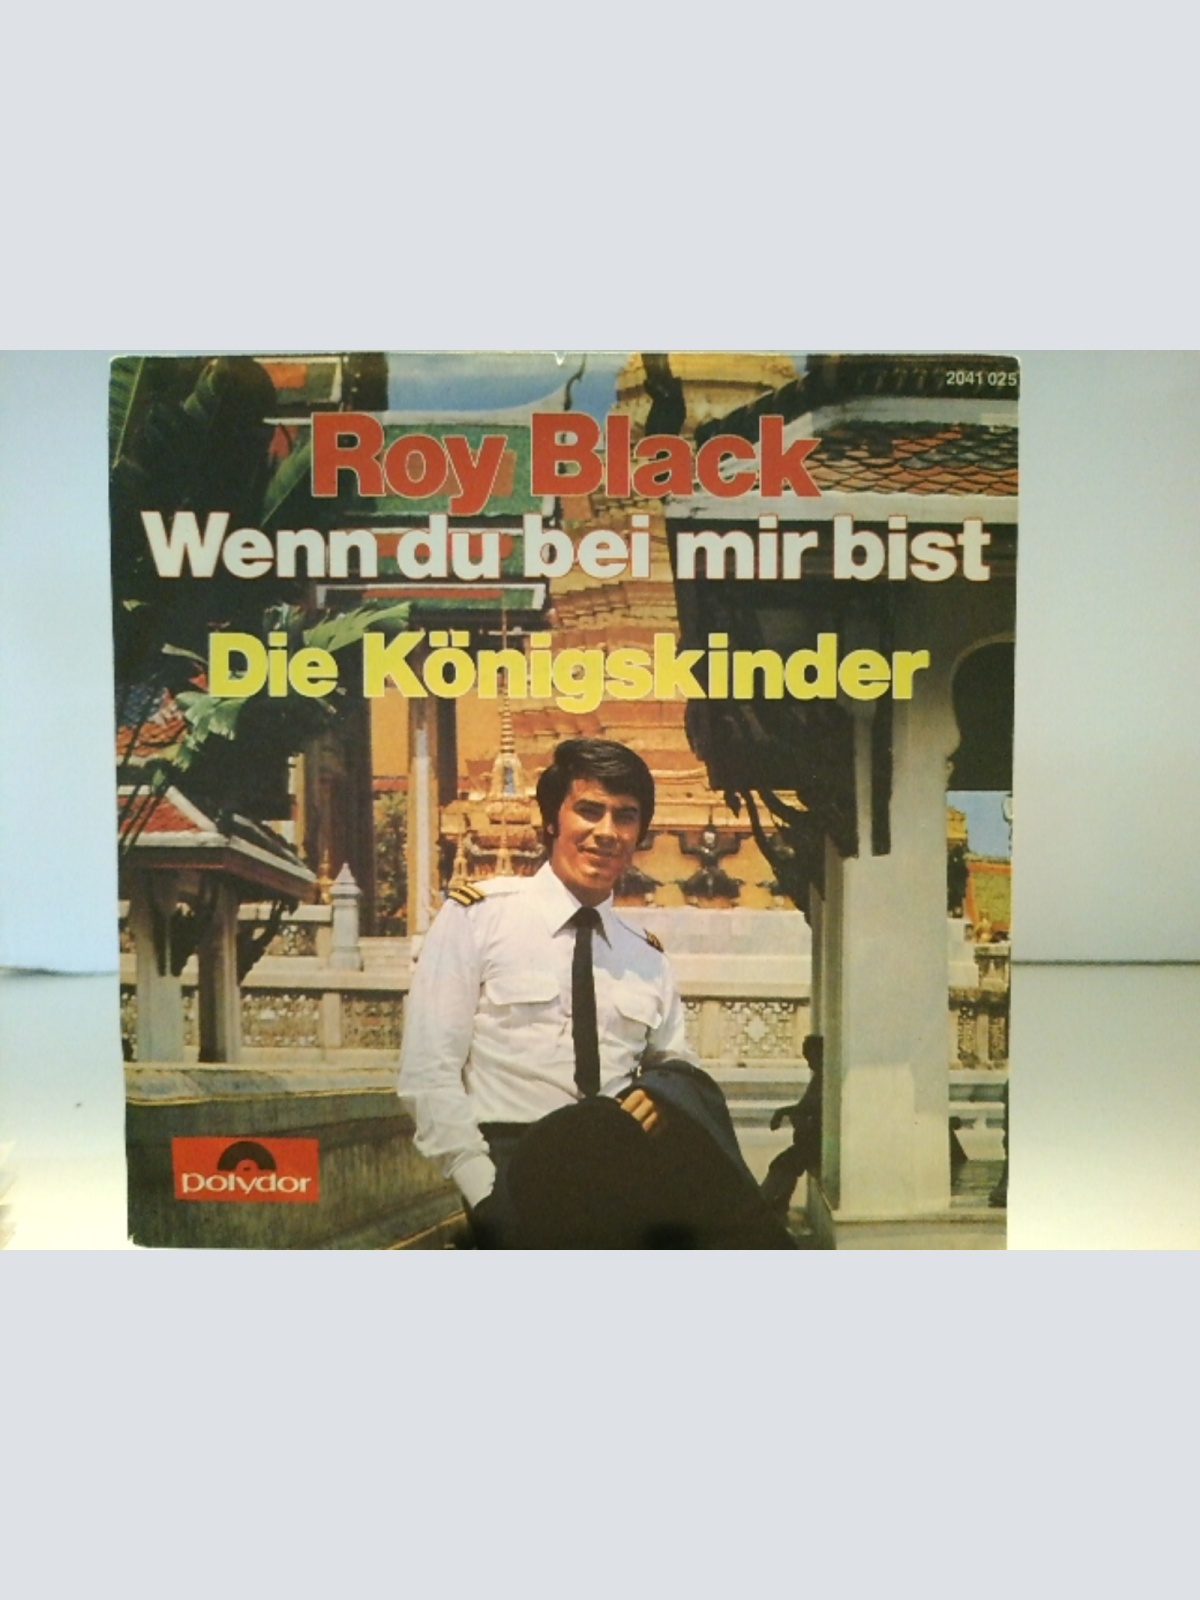 2041 025
Roy Black
Wenn du bei mir bist
Die Königskinder
polydor